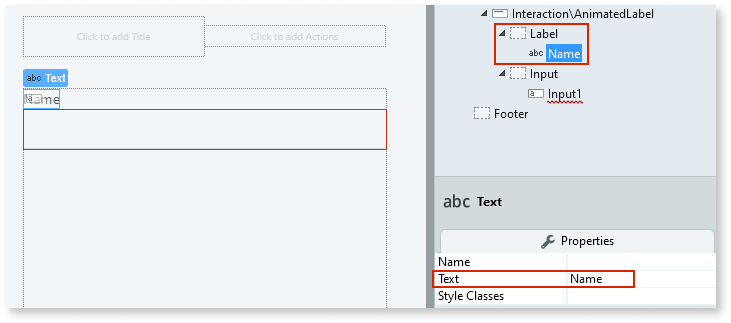 Click to add Title
Click to add Actions
abc Text
Name
Interaction\AnimatedLabel
Label
abc Name
Input
a Input1
Footer
abc Text
Properties
Name
Text Name
Style Classes